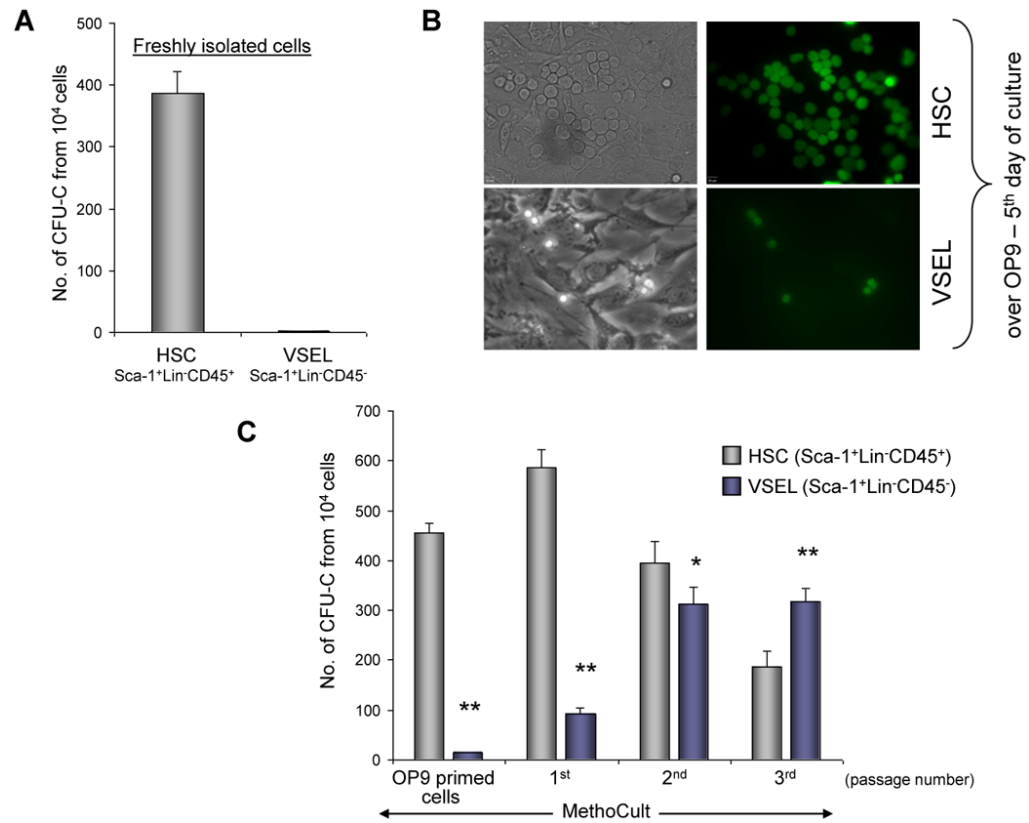 A
No. of CFU-C from 10⁴ cells
500
400
300
200
100
0
Freshly isolated cells
HSC
Sca-1⁺Lin⁻CD45⁺
VSEL
Sca-1⁺Lin⁻CD45⁻
B
HSC
VSEL
over OP9 – 5ᵗʰ day of culture
C
No. of CFU-C from 10⁴ cells
700
600
500
400
300
200
100
0
HSC (Sca-1⁺Lin⁻CD45⁺)
VSEL (Sca-1⁺Lin⁻CD45⁻)
**
**
*
**
OP9 primed
cells
1ˢᵗ
2ⁿᵈ
3ʳᵈ
(passage number)
MethoCult